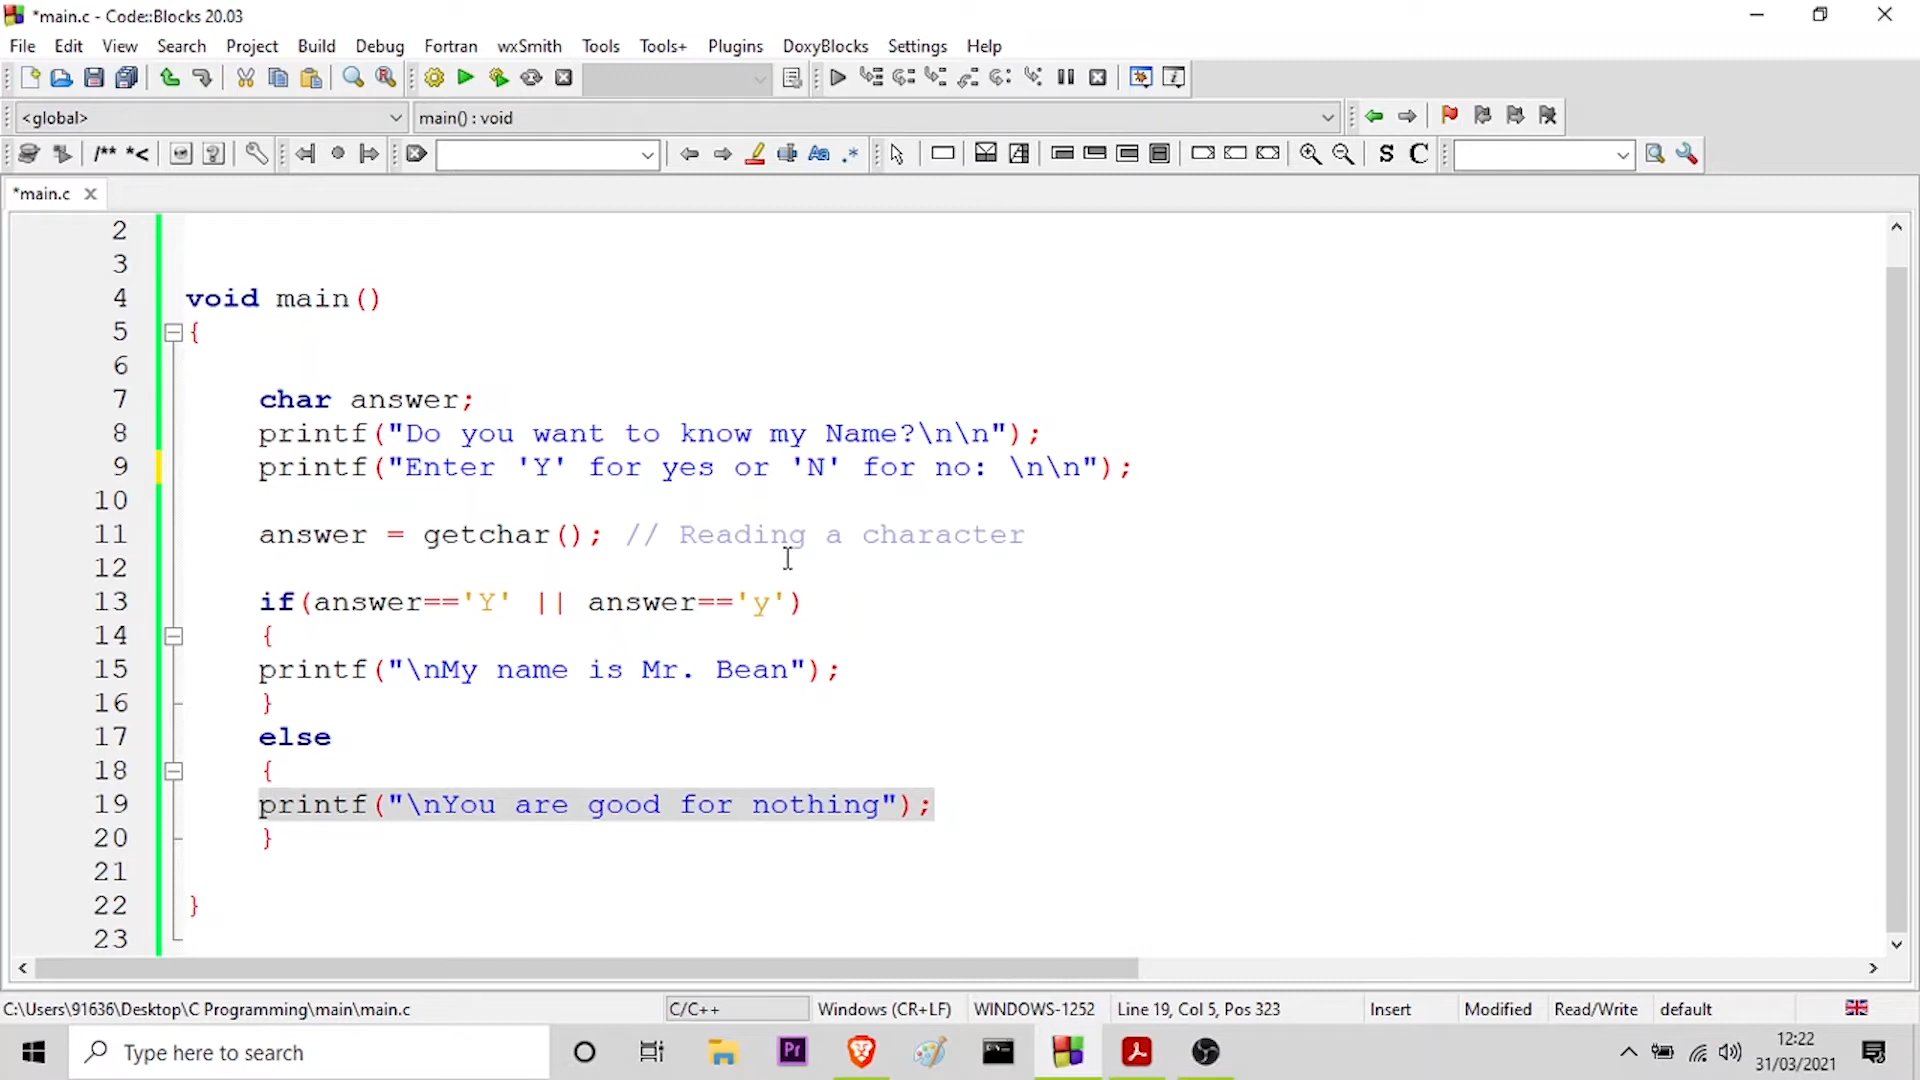 *main.c - Code::Blocks 20.03
File Edit View Search Project Build Debug Fortran wxSmith Tools Tools+ Plugins DoxyBlocks Settings Help
<global> main() : void
/** *< Aa .* S C
*main.c
2
3
4 void main()
5 {
6
7 char answer;
8 printf("Do you want to know my Name?\n\n");
9 printf("Enter 'Y' for yes or 'N' for no: \n\n");
10
11 answer = getchar(); // Reading a character
12
13 if(answer=='Y' || answer=='y')
14 {
15 printf("\nMy name is Mr. Bean");
16 }
17 else
18 {
19 printf("\nYou are good for nothing");
20 }
21
22 }
23
C:\Users\91636\Desktop\C Programming\main\main.c C/C++ Windows (CR+LF) WINDOWS-1252 Line 19, Col 5, Pos 323 Insert Modified Read/Write default
Type here to search Pr 12:22
31/03/2021